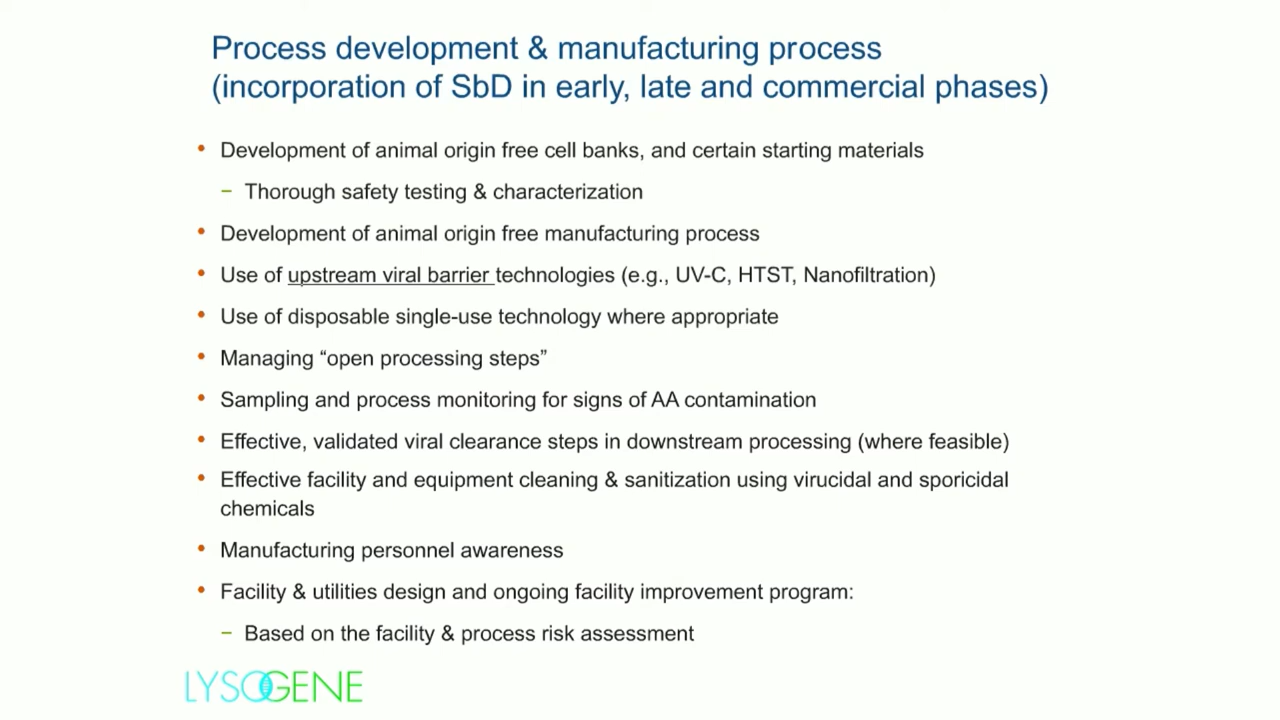 Process development & manufacturing process
(incorporation of SbD in early, late and commercial phases)
• Development of animal origin free cell banks, and certain starting materials
− Thorough safety testing & characterization
• Development of animal origin free manufacturing process
• Use of upstream viral barrier technologies (e.g., UV-C, HTST, Nanofiltration)
• Use of disposable single-use technology where appropriate
• Managing “open processing steps”
• Sampling and process monitoring for signs of AA contamination
• Effective, validated viral clearance steps in downstream processing (where feasible)
• Effective facility and equipment cleaning & sanitization using virucidal and sporicidal
chemicals
• Manufacturing personnel awareness
• Facility & utilities design and ongoing facility improvement program:
− Based on the facility & process risk assessment
LYSOGENE